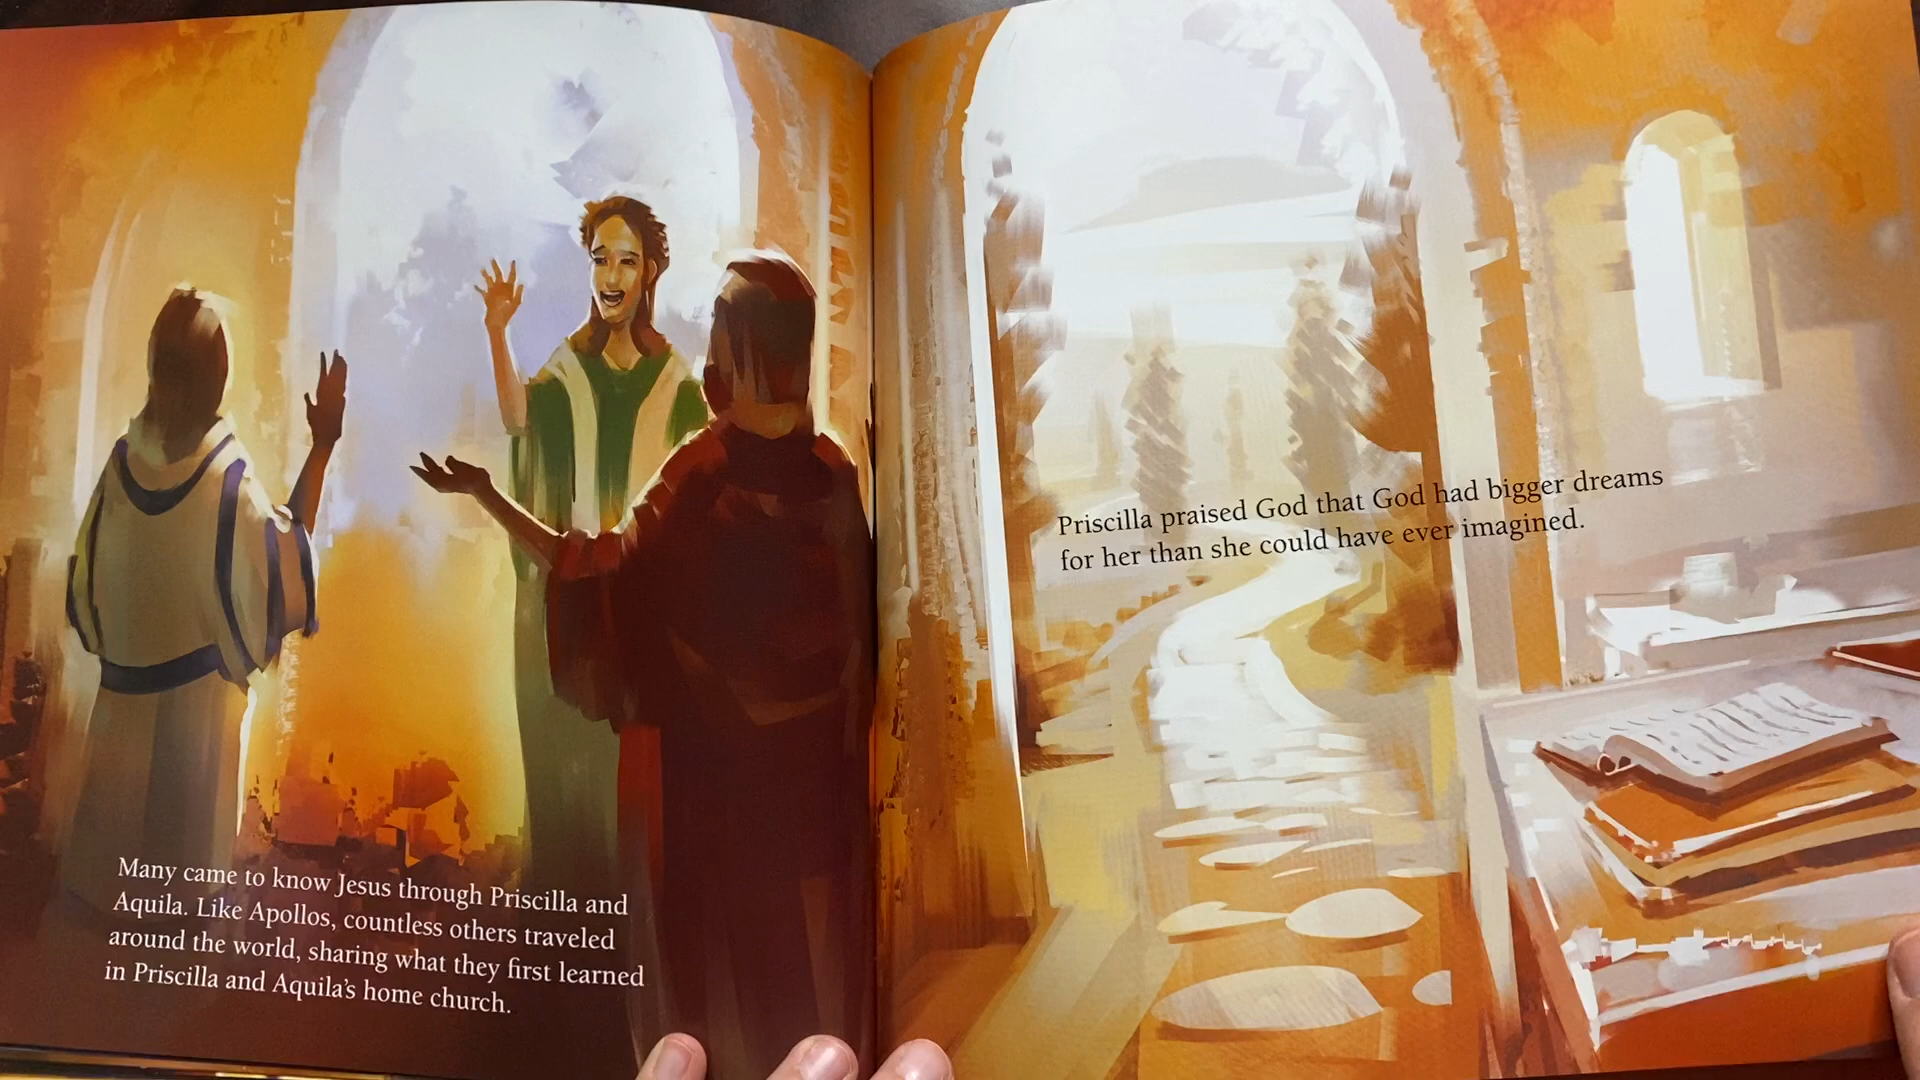 Many came to know Jesus through Priscilla and
Aquila. Like Apollos, countless others traveled
around the world, sharing what they first learned
in Priscilla and Aquila's home church.
Priscilla praised God that God had bigger dreams
for her than she could have ever imagined.